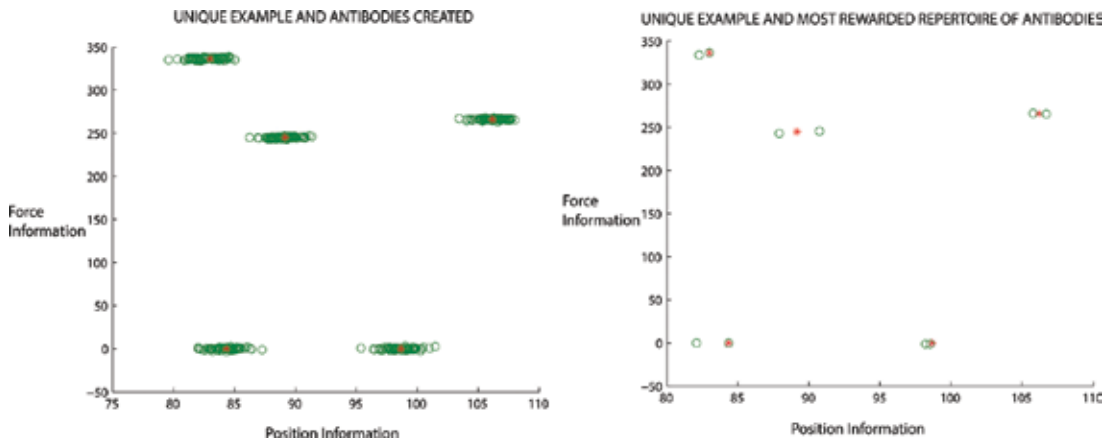 UNIQUE EXAMPLE AND ANTIBODIES CREATED
350
300
250
200
150
100
50
0
−50
75 80 85 90 95 100 105 110
Force
Information
Position Information
UNIQUE EXAMPLE AND MOST REWARDED REPERTOIRE OF ANTIBODIES
350
300
250
200
150
100
50
0
−50
80 85 90 95 100 105 110
Force
Information
Position Information